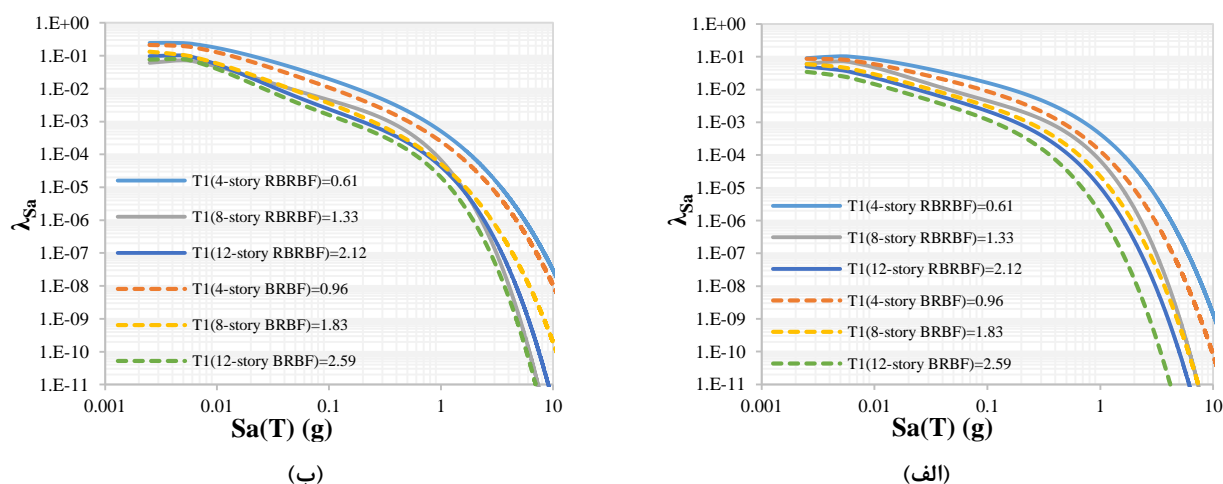 1.E+00
1.E-01
1.E-02
1.E-03
1.E-04
1.E-05
1.E-06
1.E-07
1.E-08
1.E-09
1.E-10
1.E-11
λSa
T1(4-story RBRBF)=0.61
T1(8-story RBRBF)=1.33
T1(12-story RBRBF)=2.12
T1(4-story BRBF)=0.96
T1(8-story BRBF)=1.83
T1(12-story BRBF)=2.59
0.001 0.01 0.1 1 10
Sa(T) (g)
(ب)
1.E+00
1.E-01
1.E-02
1.E-03
1.E-04
1.E-05
1.E-06
1.E-07
1.E-08
1.E-09
1.E-10
1.E-11
λSa
T1(4-story RBRBF)=0.61
T1(8-story RBRBF)=1.33
T1(12-story RBRBF)=2.12
T1(4-story BRBF)=0.96
T1(8-story BRBF)=1.83
T1(12-story BRBF)=2.59
0.001 0.01 0.1 1 10
Sa(T) (g)
(الف)